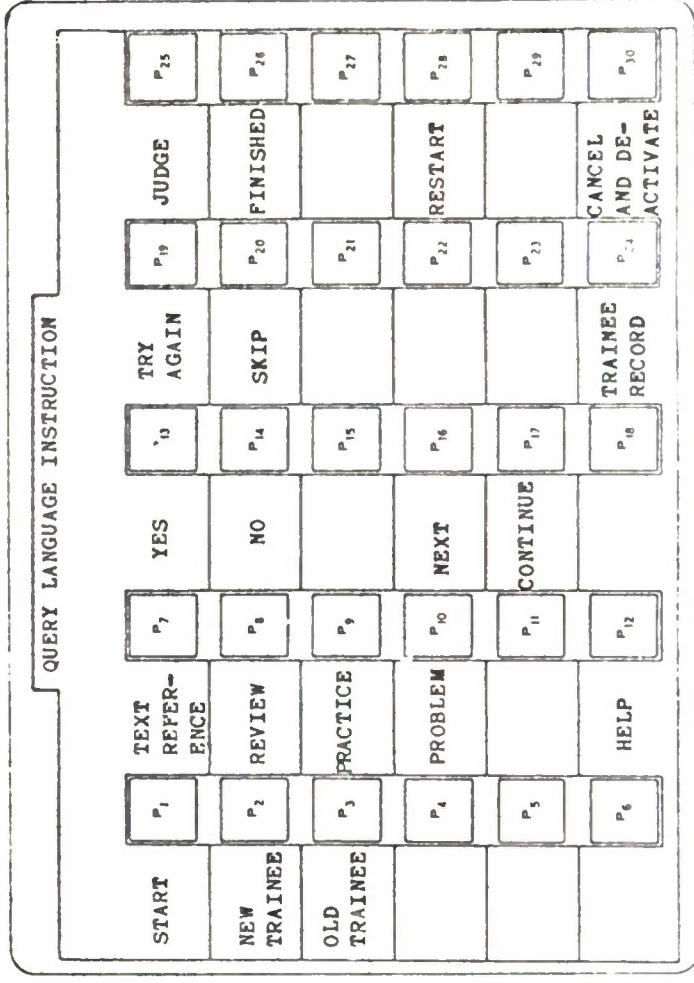 QUERY LANGUAGE INSTRUCTION
START
P1
TEXT
REFER-
ENCE
P7
YES
13
TRY
AGAIN
P19
JUDGE
P25
NEW
TRAINEE
P2
REVIEW
P8
NO
P14
SKIP
P20
FINISHED
P26
OLD
TRAINEE
P3
PRACTICE
P9
P15
P21
P27
P4
PROBLEM
P10
NEXT
P16
P22
RESTART
P28
P5
P11
CONTINUE
P17
P23
P29
P6
HELP
P12
P18
TRAINEE
RECORD
P24
CANCEL
AND DE-
ACTIVATE
P30